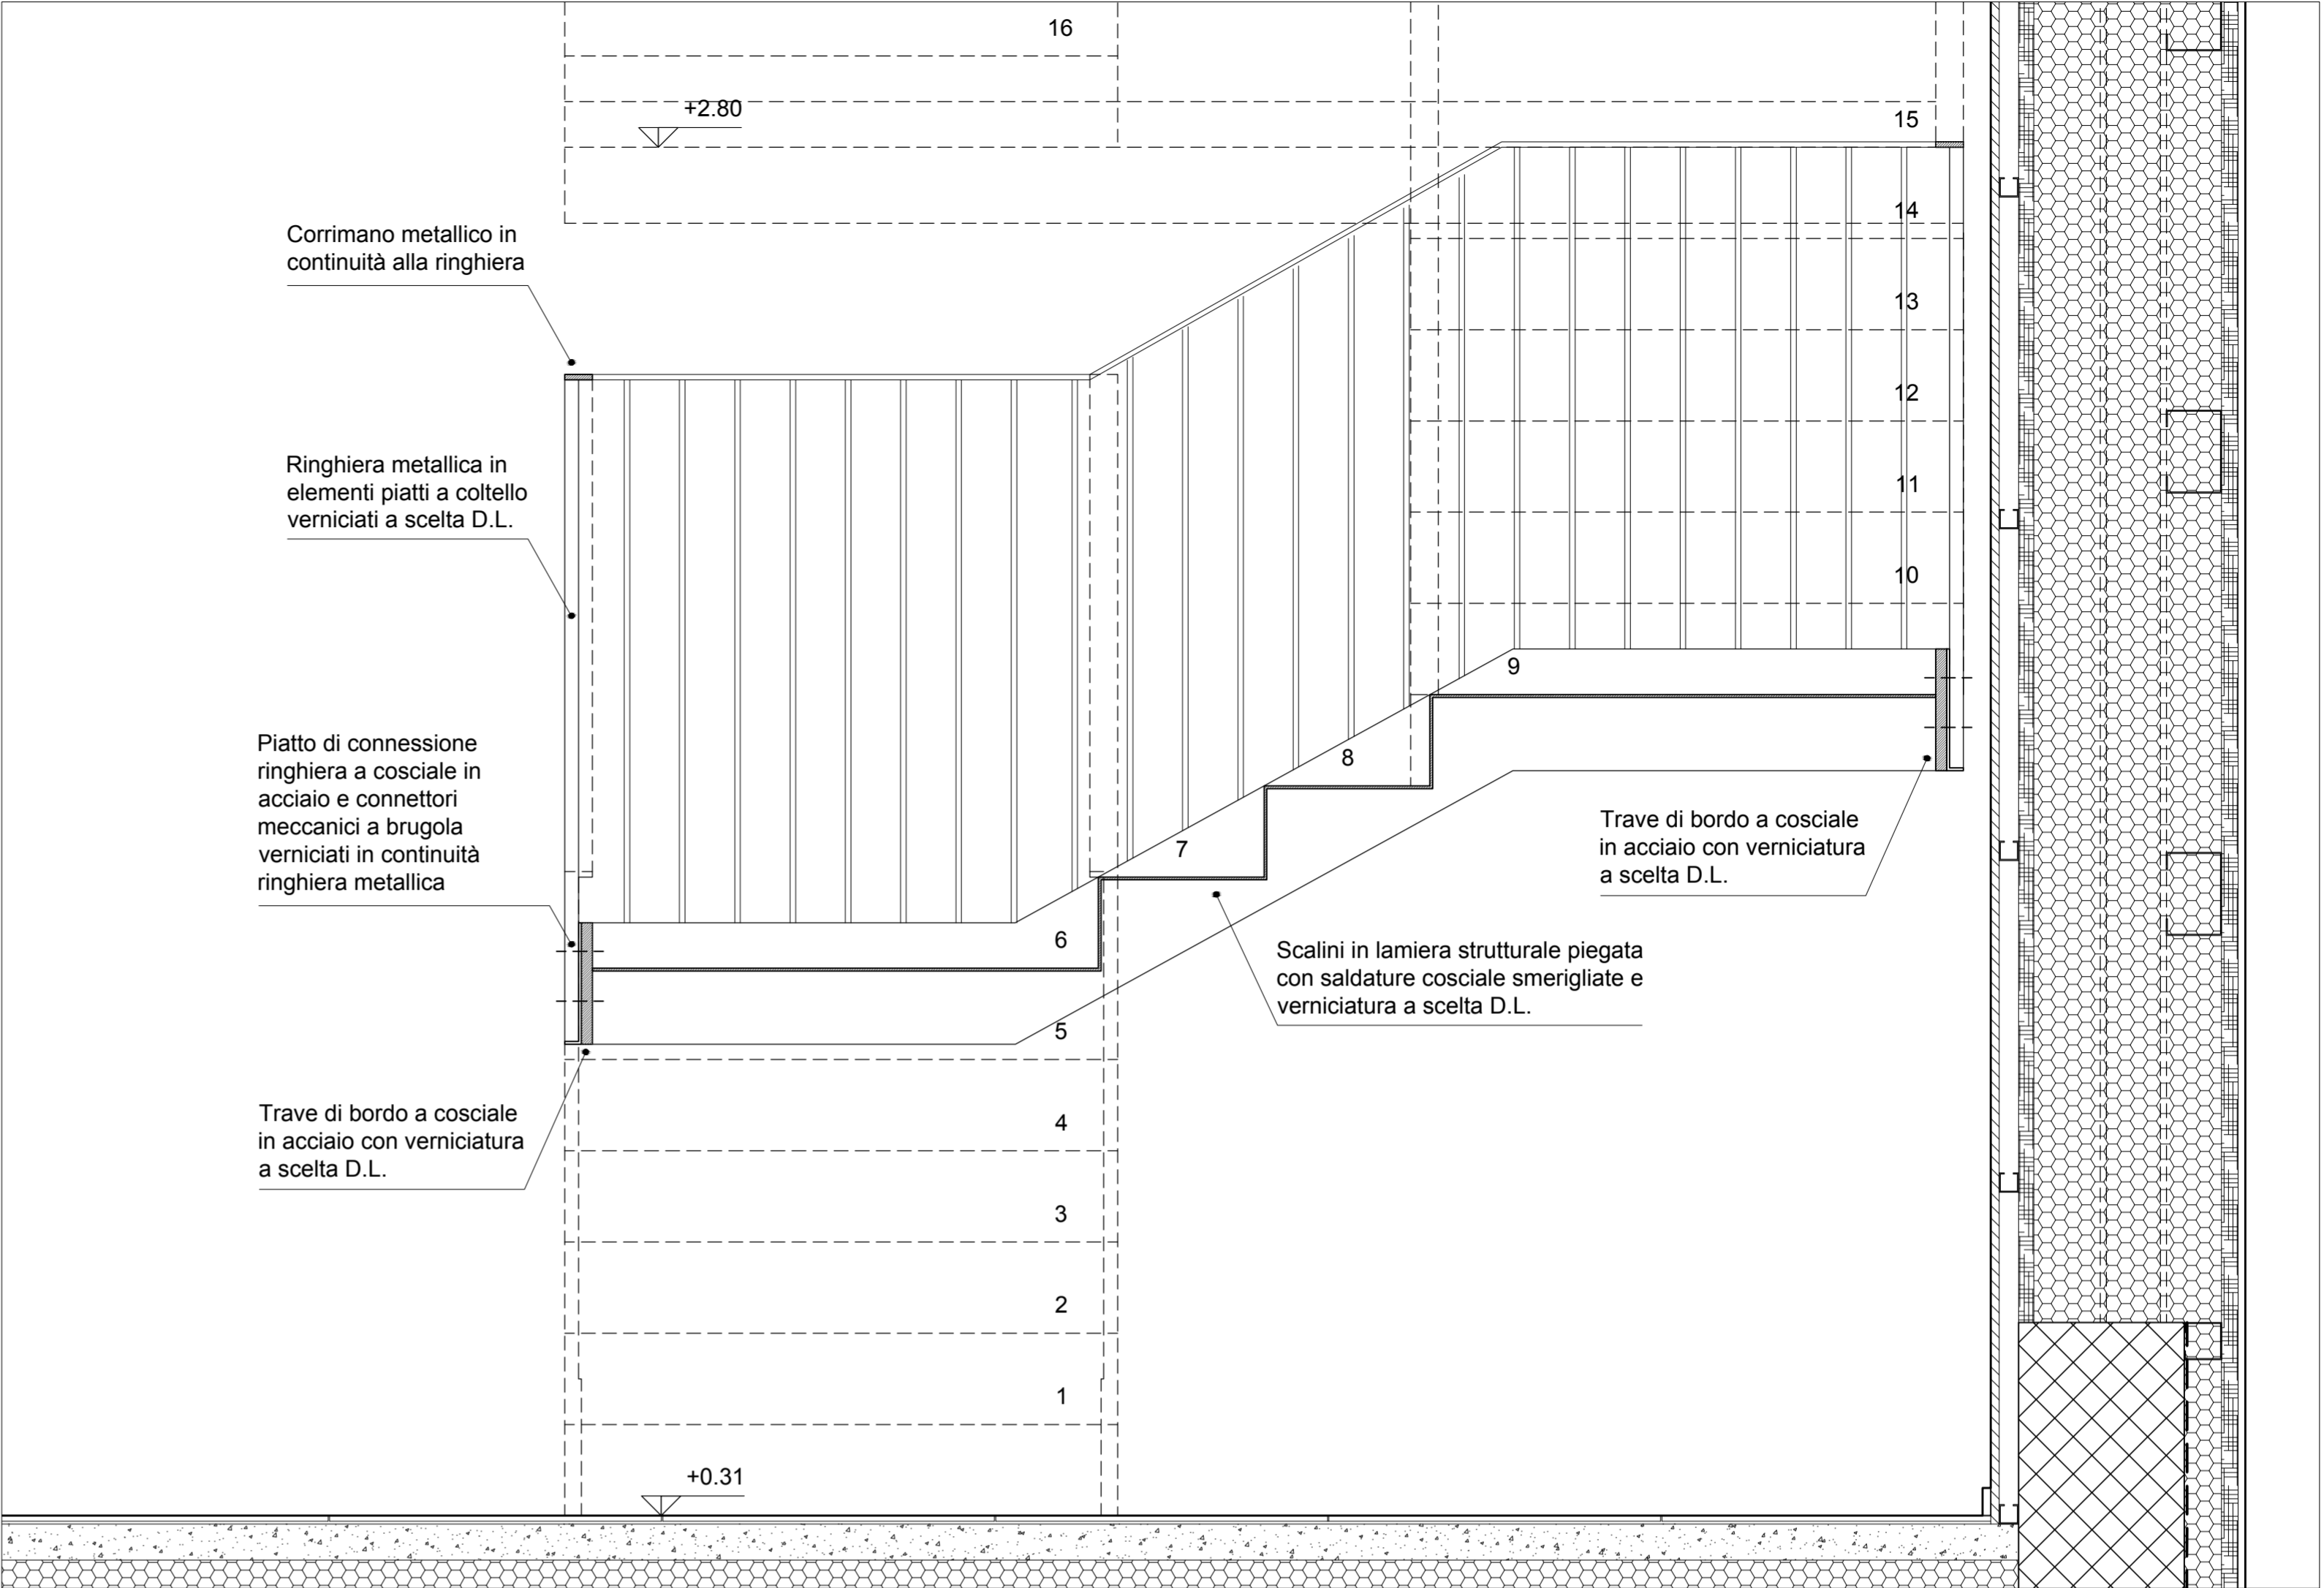 16
+2.80
15
14
Corrimano metallico in
continuità alla ringhiera
13
12
Ringhiera metallica in
elementi piatti a coltello
verniciati a scelta D.L.
11
10
9
Piatto di connessione
ringhiera a cosciale in
acciaio e connettori
meccanici a brugola
verniciati in continuità
ringhiera metallica
8
7
Trave di bordo a cosciale
in acciaio con verniciatura
a scelta D.L.
6
Scalini in lamiera strutturale piegata
con saldature cosciale smerigliate e
verniciatura a scelta D.L.
5
Trave di bordo a cosciale
in acciaio con verniciatura
a scelta D.L.
4
3
2
1
+0.31